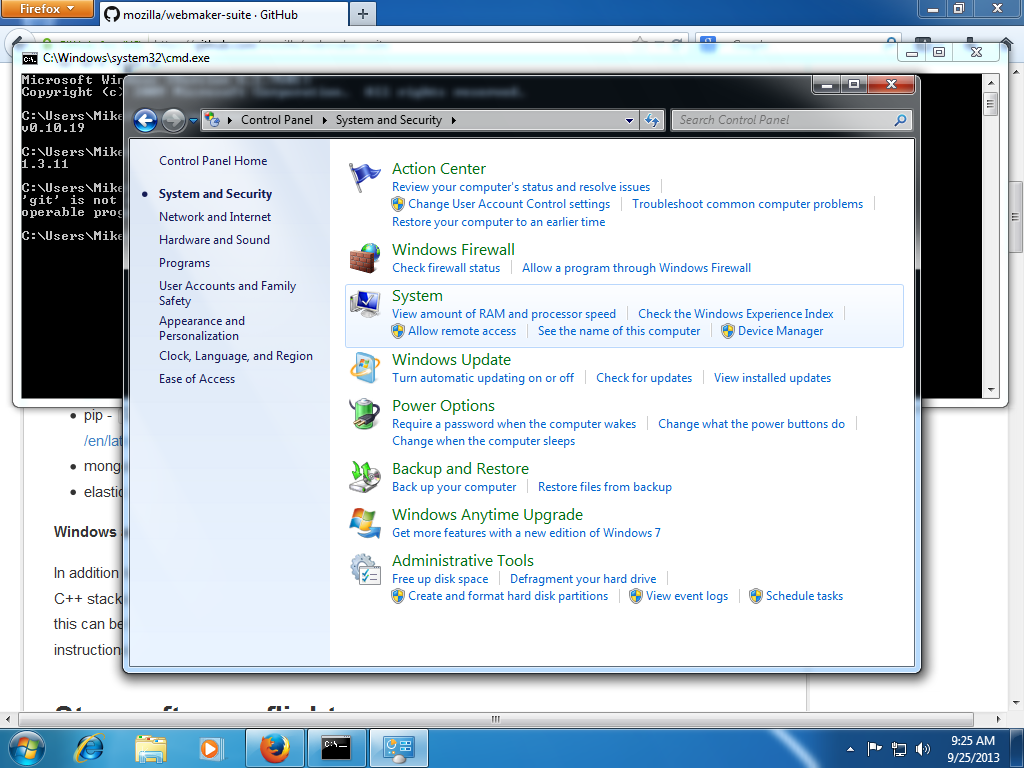 Firefox
mozilla/webmaker-suite · GitHub
C:\Windows\system32\cmd.exe
Microsoft Win
Copyright (c)
C:\Users\Mike
v0.10.19
C:\Users\Mike
1.3.11
C:\Users\Mike
'git' is not
operable prog
C:\Users\Mike
Control Panel
System and Security
Search Control Panel
Control Panel Home
System and Security
Network and Internet
Hardware and Sound
Programs
User Accounts and Family
Safety
Appearance and
Personalization
Clock, Language, and Region
Ease of Access
Action Center
Review your computer's status and resolve issues
Change User Account Control settings
Troubleshoot common computer problems
Restore your computer to an earlier time
Windows Firewall
Check firewall status
Allow a program through Windows Firewall
System
View amount of RAM and processor speed
Check the Windows Experience Index
Allow remote access
See the name of this computer
Device Manager
Windows Update
Turn automatic updating on or off
Check for updates
View installed updates
Power Options
Require a password when the computer wakes
Change what the power buttons do
Change when the computer sleeps
Backup and Restore
Back up your computer
Restore files from backup
Windows Anytime Upgrade
Get more features with a new edition of Windows 7
Administrative Tools
Free up disk space
Defragment your hard drive
Create and format hard disk partitions
View event logs
Schedule tasks
pip -
/en/lat
mong
elastic
Windows
In addition
C++ stack
this can be
instruction
9:25 AM
9/25/2013